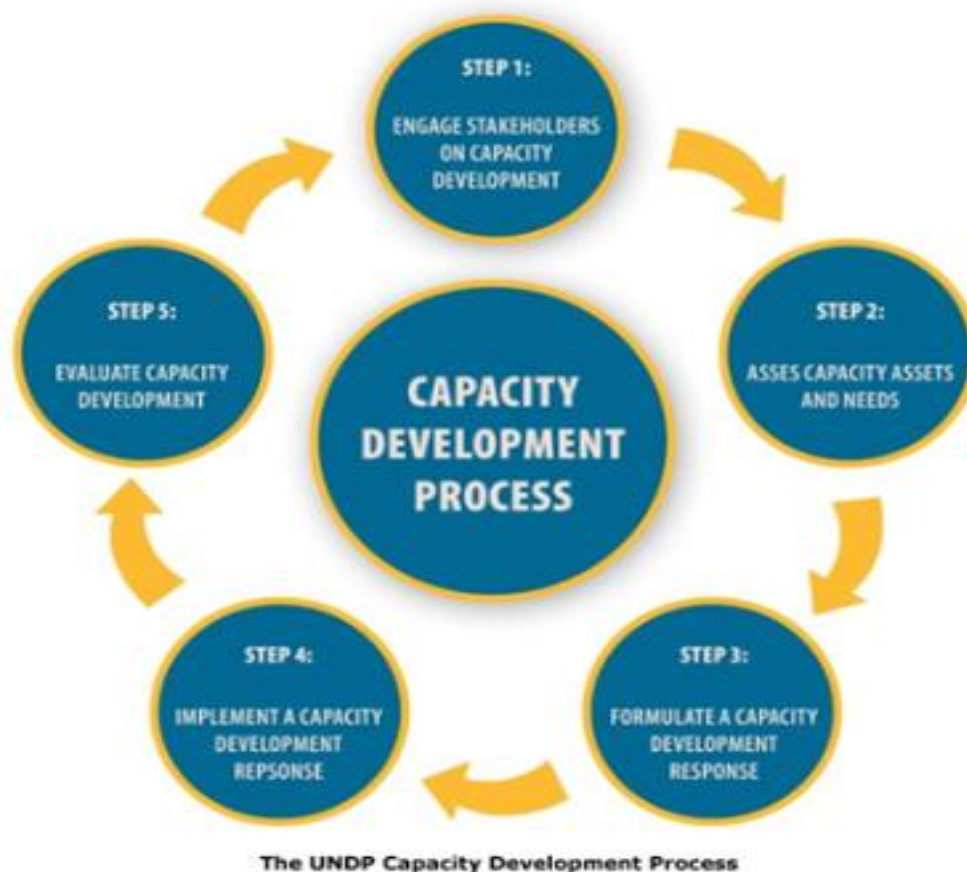 STEP 1:
ENGAGE STAKEHOLDERS
ON CAPACITY
DEVELOPMENT
STEP 2:
ASSES CAPACITY ASSETS
AND NEEDS
STEP 3:
FORMULATE A CAPACITY
DEVELOPMENT
RESPONSE
STEP 4:
IMPLEMENT A CAPACITY
DEVELOPMENT
REPSONSE
STEP 5:
EVALUATE CAPACITY
DEVELOPMENT
CAPACITY
DEVELOPMENT
PROCESS
The UNDP Capacity Development Process